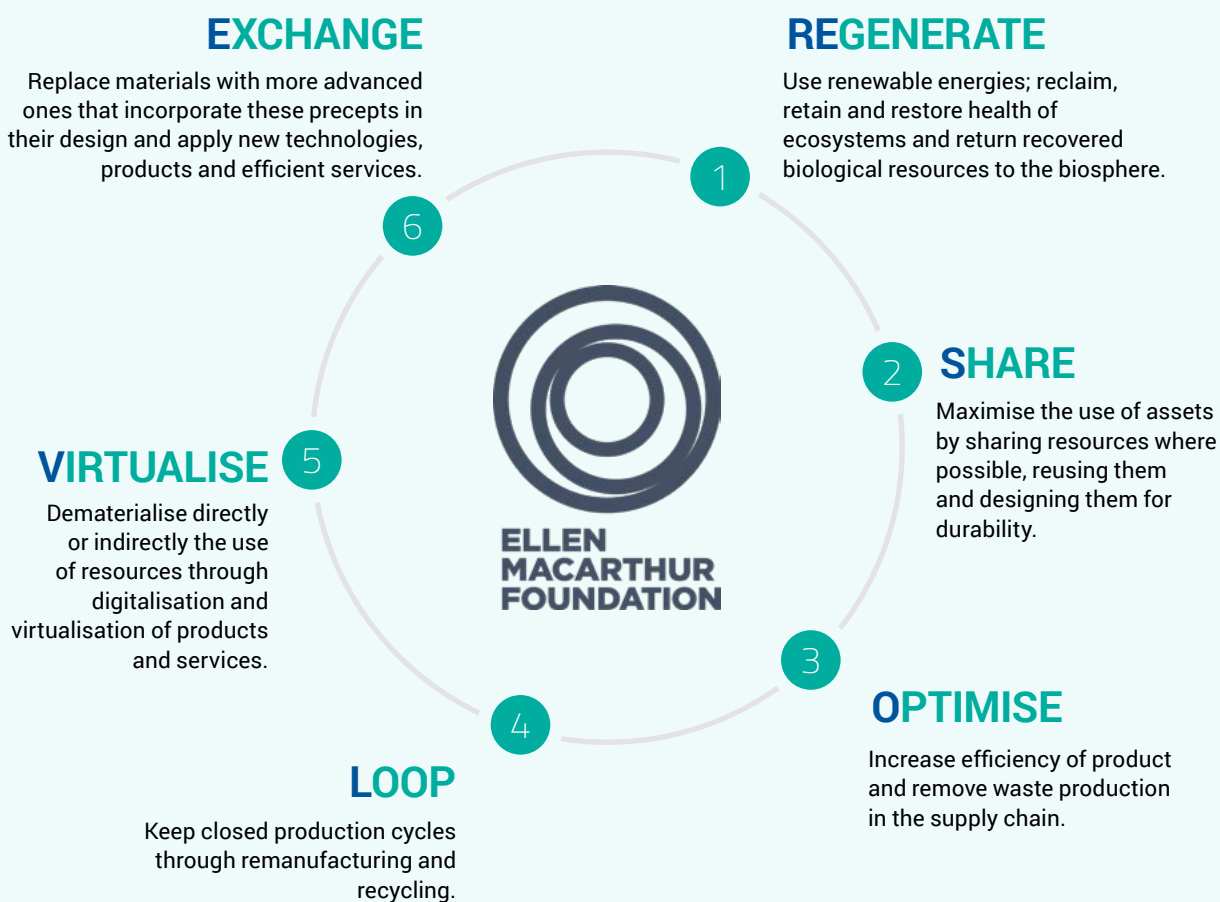 REGENERATE
Use renewable energies; reclaim,
retain and restore health of
ecosystems and return recovered
biological resources to the biosphere.
1
SHARE
Maximise the use of assets
by sharing resources where
possible, reusing them
and designing them for
durability.
2
OPTIMISE
Increase efficiency of product
and remove waste production
in the supply chain.
3
LOOP
Keep closed production cycles
through remanufacturing and
recycling.
4
VIRTUALISE
Dematerialise directly
or indirectly the use
of resources through
digitalisation and
virtualisation of products
and services.
5
EXCHANGE
Replace materials with more advanced
ones that incorporate these precepts in
their design and apply new technologies,
products and efficient services.
6
ELLEN
MACARTHUR
FOUNDATION